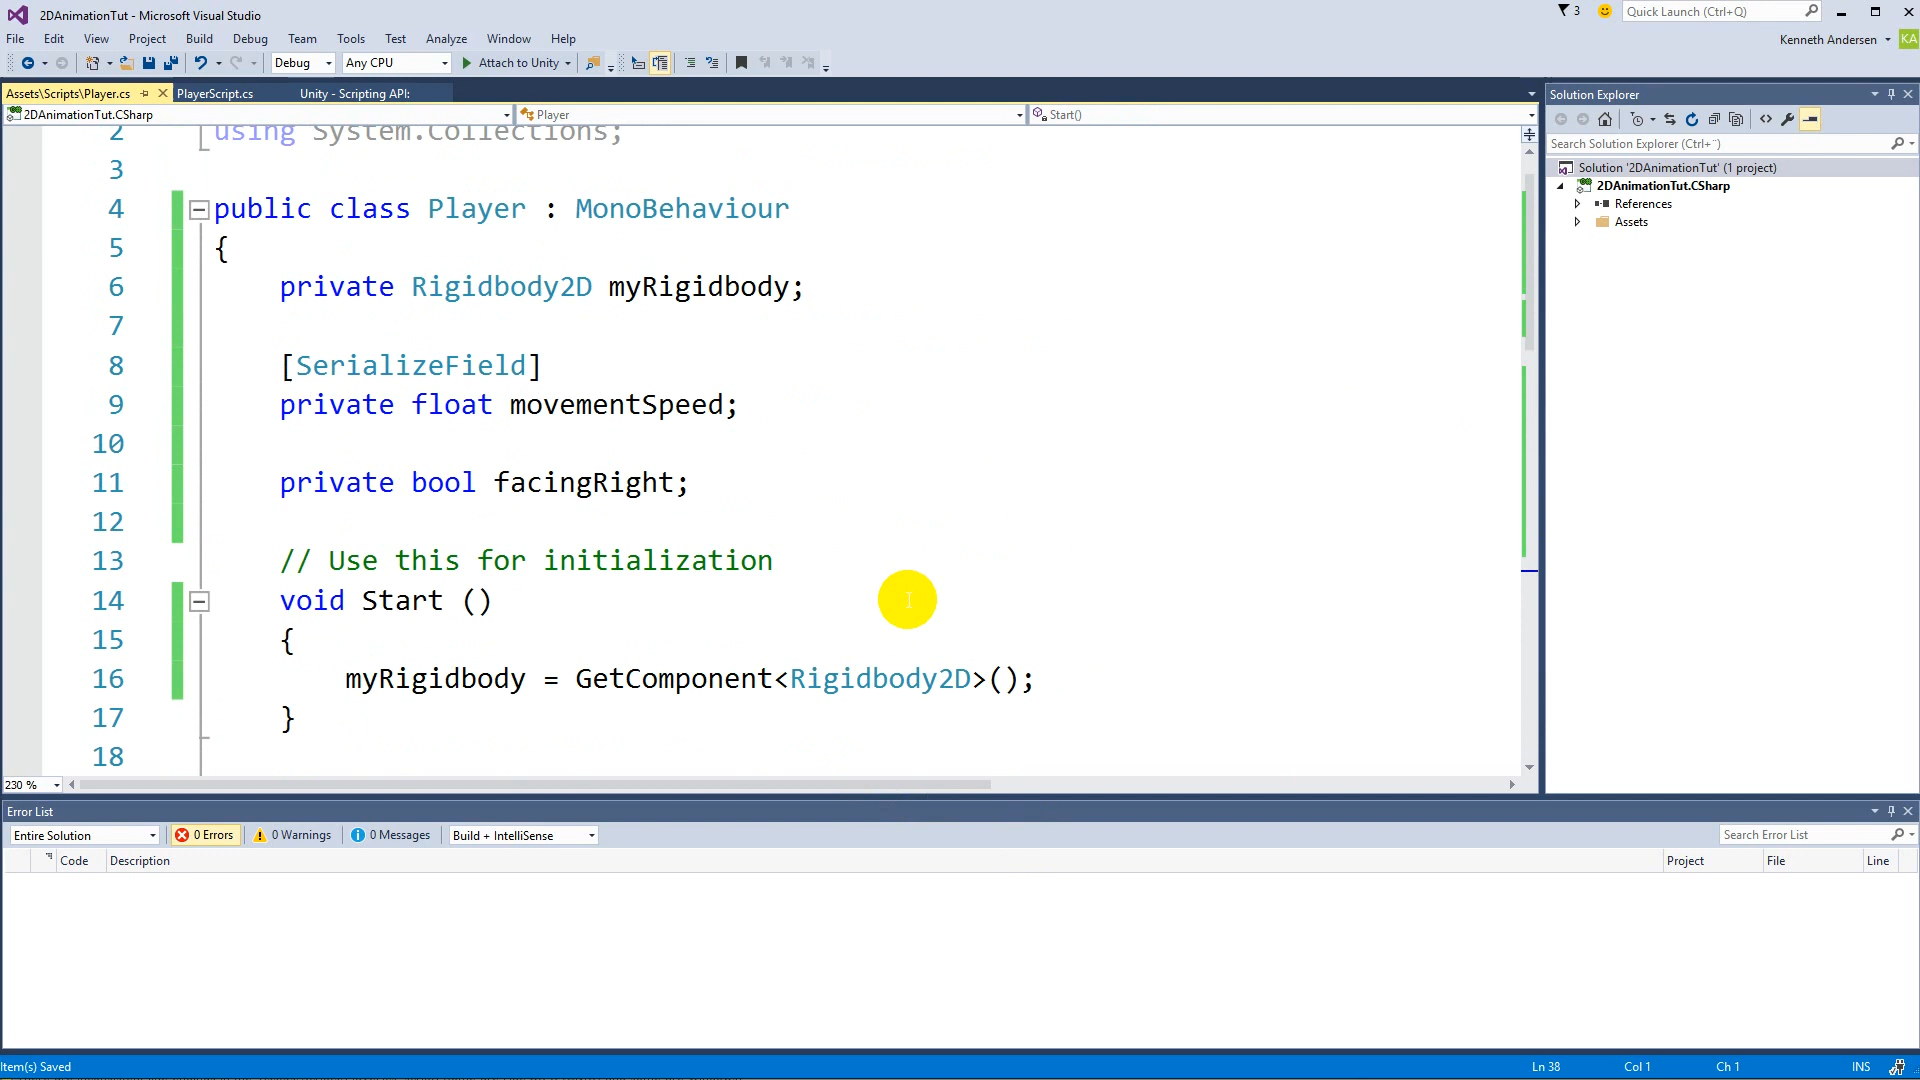 2DAnimationTut - Microsoft Visual Studio
3
Quick Launch (Ctrl+Q)
File Edit View Project Build Debug Team Tools Test Analyze Window Help
Kenneth Andersen KA
Debug Any CPU Attach to Unity
Assets\Scripts\Player.cs PlayerScript.cs Unity - Scripting API:
2DAnimationTut.CSharp Player Start()
2 using System.Collections;
3
4 public class Player : MonoBehaviour
5 {
6 private Rigidbody2D myRigidbody;
7
8 [SerializeField]
9 private float movementSpeed;
10
11 private bool facingRight;
12
13 // Use this for initialization
14 void Start ()
15 {
16 myRigidbody = GetComponent<Rigidbody2D>();
17 }
18
230 %
Solution Explorer
Search Solution Explorer (Ctrl+¨)
Solution '2DAnimationTut' (1 project)
2DAnimationTut.CSharp
References
Assets
Error List
Entire Solution 0 Errors 0 Warnings 0 Messages Build + IntelliSense
Search Error List
Code Description Project File Line
Item(s) Saved Ln 38 Col 1 Ch 1 INS